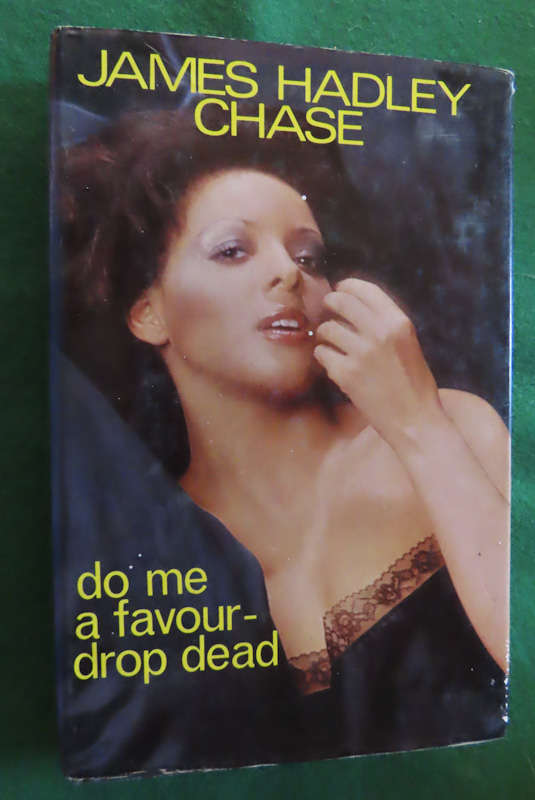 JAMES HADLEY
CHASE
do me
a favour-
drop dead